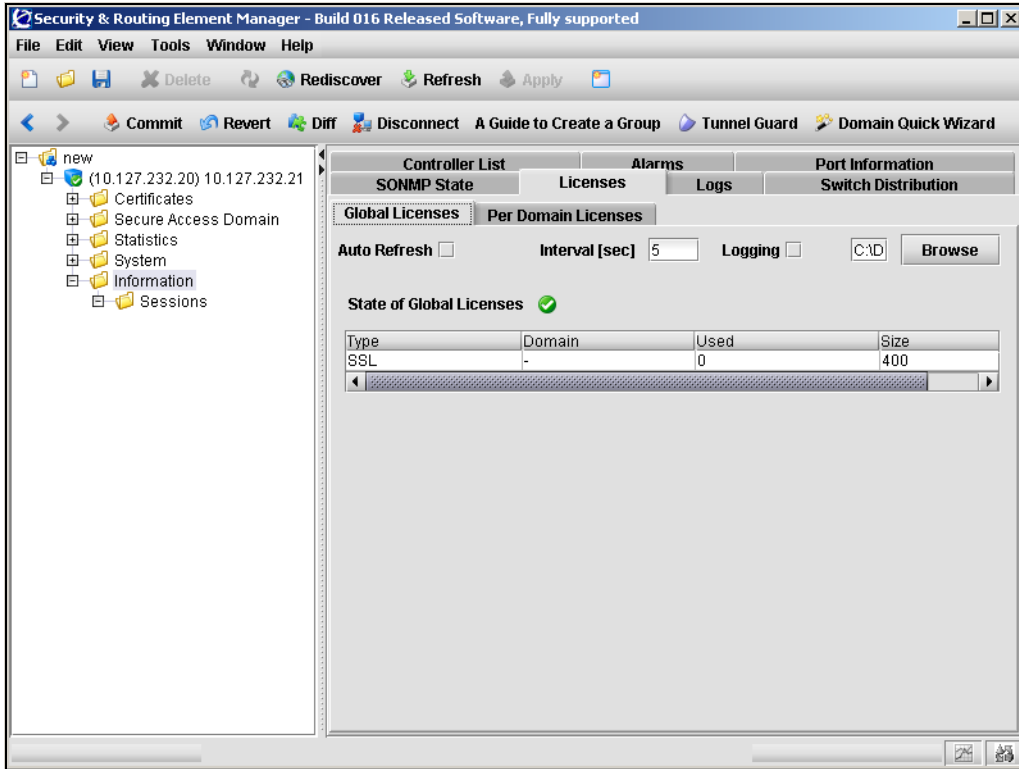 Security & Routing Element Manager - Build 016 Released Software, Fully supported
File Edit View Tools Window Help
Delete Rediscover Refresh Apply
Commit Revert Diff Disconnect A Guide to Create a Group Tunnel Guard Domain Quick Wizard
new
(10.127.232.20) 10.127.232.21
Certificates
Secure Access Domain
Statistics
System
Information
Sessions
Controller List Alarms Port Information
SONMP State Licenses Logs Switch Distribution
Global Licenses Per Domain Licenses
Auto Refresh Interval [sec] 5 Logging C:\D Browse
State of Global Licenses
Type Domain Used Size
SSL - 0 400